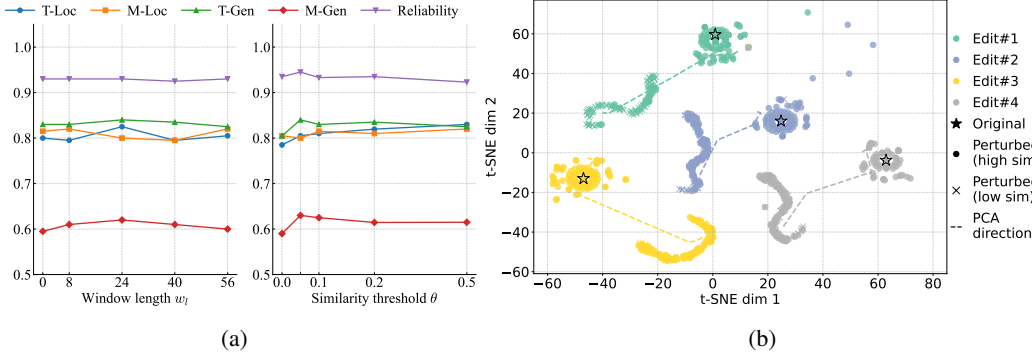 T-Loc M-Loc T-Gen M-Gen Reliability
1.0
0.9
0.8
0.7
0.6
0.5
0 8 24 40 56
Window length wₗ
1.0
0.9
0.8
0.7
0.6
0.5
0.0 0.1 0.2 0.5
Similarity threshold θ
(a)
t-SNE dim 2
60
40
20
0
−20
−40
−60
−60 −40 −20 0 20 40 60 80
t-SNE dim 1
Edit#1
Edit#2
Edit#3
Edit#4
Original
Perturbed
(high sim
Perturbed
(low sim)
PCA
direction
(b)